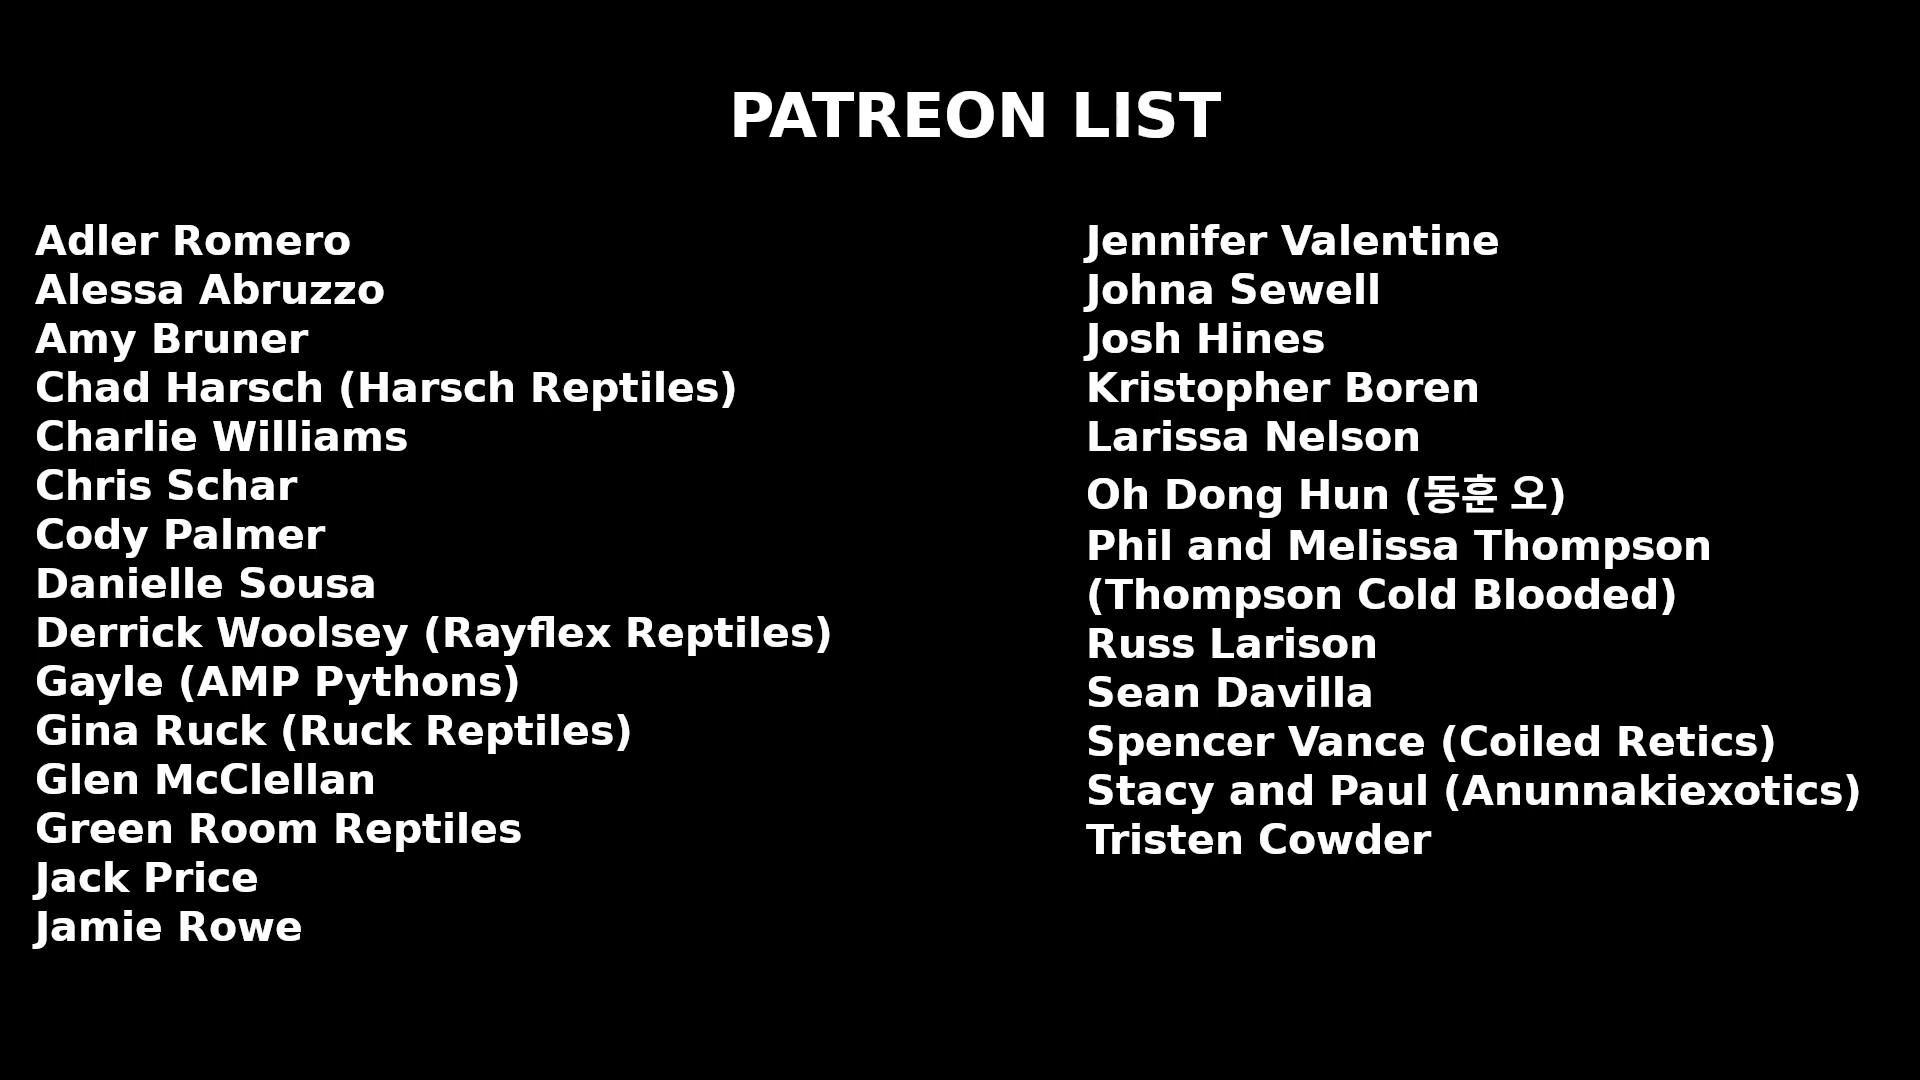 PATREON LIST
Adler Romero
Alessa Abruzzo
Amy Bruner
Chad Harsch (Harsch Reptiles)
Charlie Williams
Chris Schar
Cody Palmer
Danielle Sousa
Derrick Woolsey (Rayflex Reptiles)
Gayle (AMP Pythons)
Gina Ruck (Ruck Reptiles)
Glen McClellan
Green Room Reptiles
Jack Price
Jamie Rowe
Jennifer Valentine
Johna Sewell
Josh Hines
Kristopher Boren
Larissa Nelson
Oh Dong Hun (동훈 오)
Phil and Melissa Thompson
(Thompson Cold Blooded)
Russ Larison
Sean Davilla
Spencer Vance (Coiled Retics)
Stacy and Paul (Anunnakiexotics)
Tristen Cowder